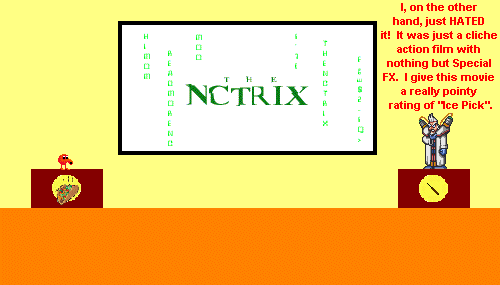 I, on the other
hand, just HATED
it!  It was just a cliche
action film with
nothing but Special
FX.  I give this movie
a really pointy
rating of "Ice Pick".
THE
NCTRIX
THENCTRIX